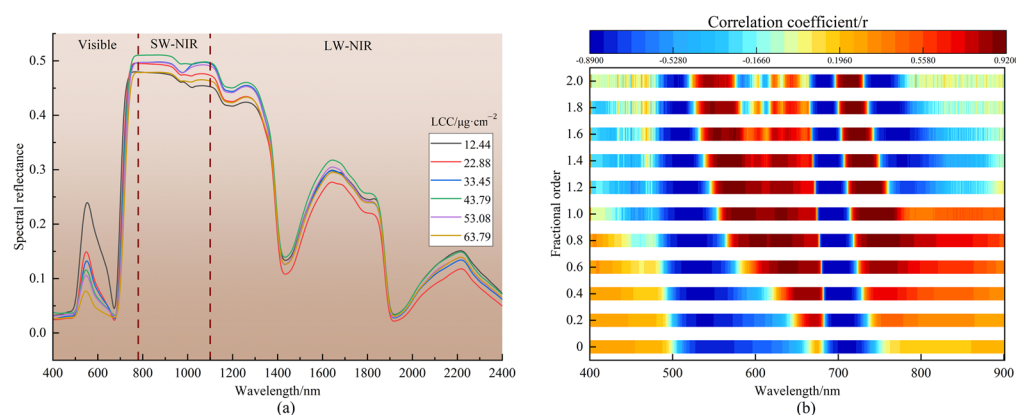 Visible
SW-NIR
LW-NIR
LCC/μg·cm⁻²
12.44
22.88
33.45
43.79
53.08
63.79
Spectral reflectance
0.5
0.4
0.3
0.2
0.1
0.0
400 600 800 1000 1200 1400 1600 1800 2000 2200 2400
Wavelength/nm
(a)
Correlation coefficient/r
-0.8900 -0.5280 -0.1660 0.1960 0.5580 0.9200
Fractional order
2.0
1.8
1.6
1.4
1.2
1.0
0.8
0.6
0.4
0.2
0
400 500 600 700 800 900
Wavelength/nm
(b)